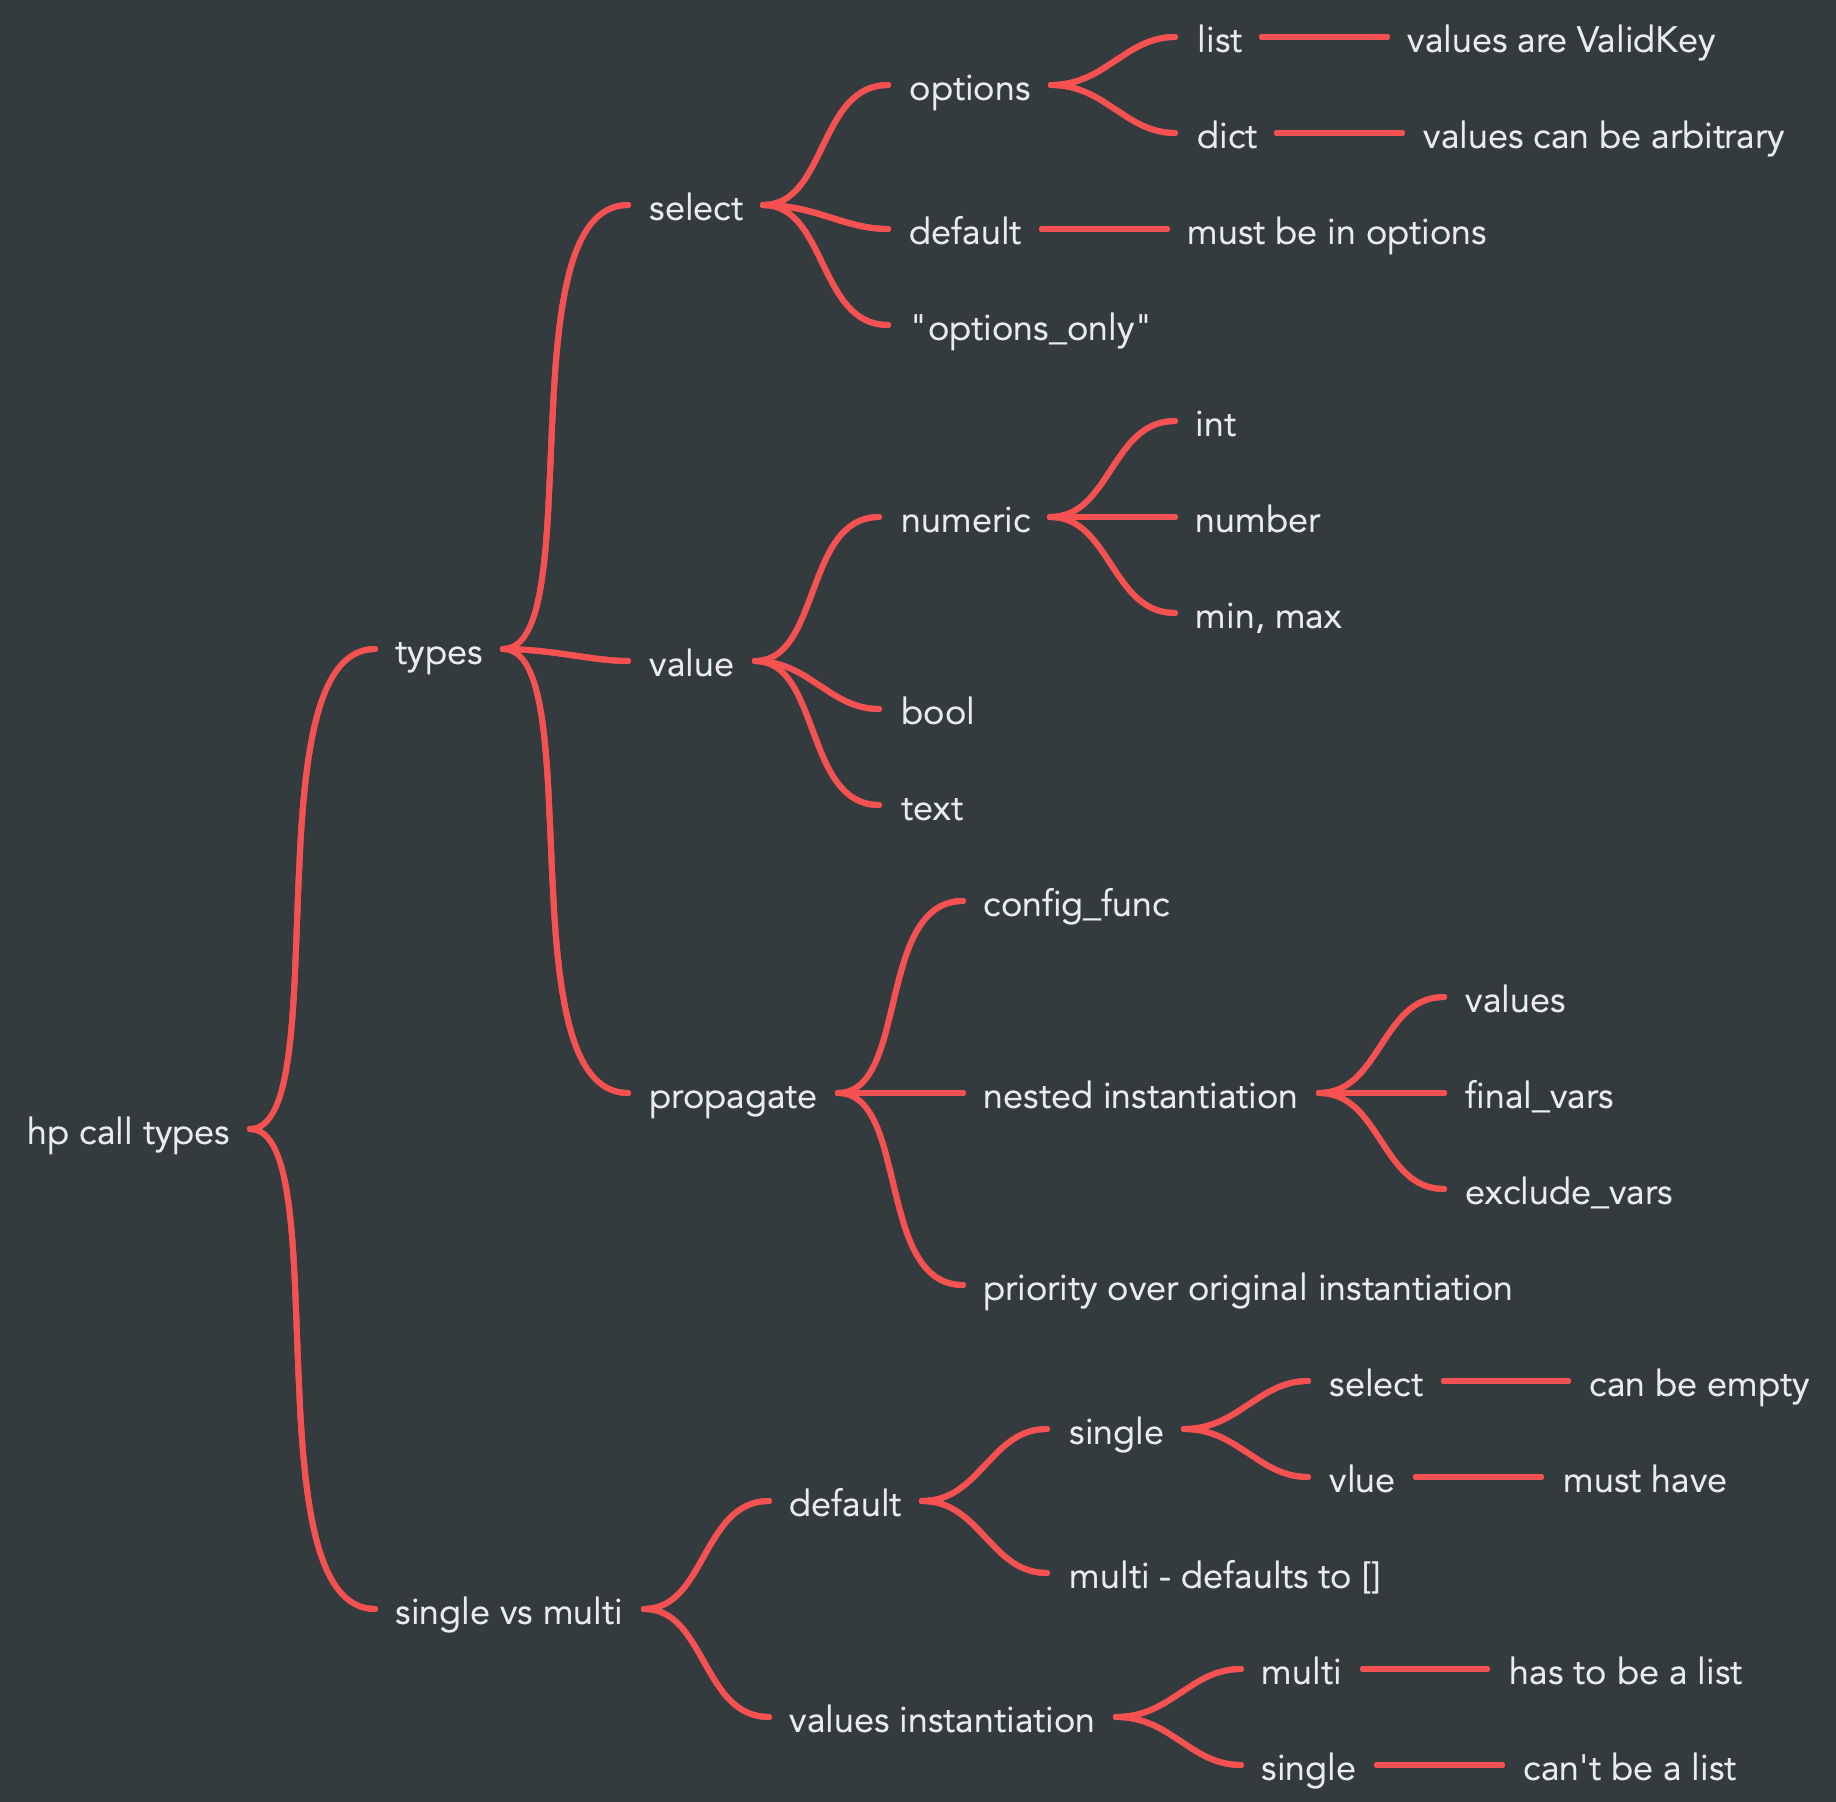 list
values are ValidKey
options
dict
values can be arbitrary
select
default
must be in options
"options_only"
int
numeric
number
min, max
types
value
bool
text
config_func
values
propagate
nested instantiation
final_vars
hp call types
exclude_vars
priority over original instantiation
select
can be empty
single
vlue
must have
default
multi - defaults to []
single vs multi
multi
has to be a list
values instantiation
single
can't be a list